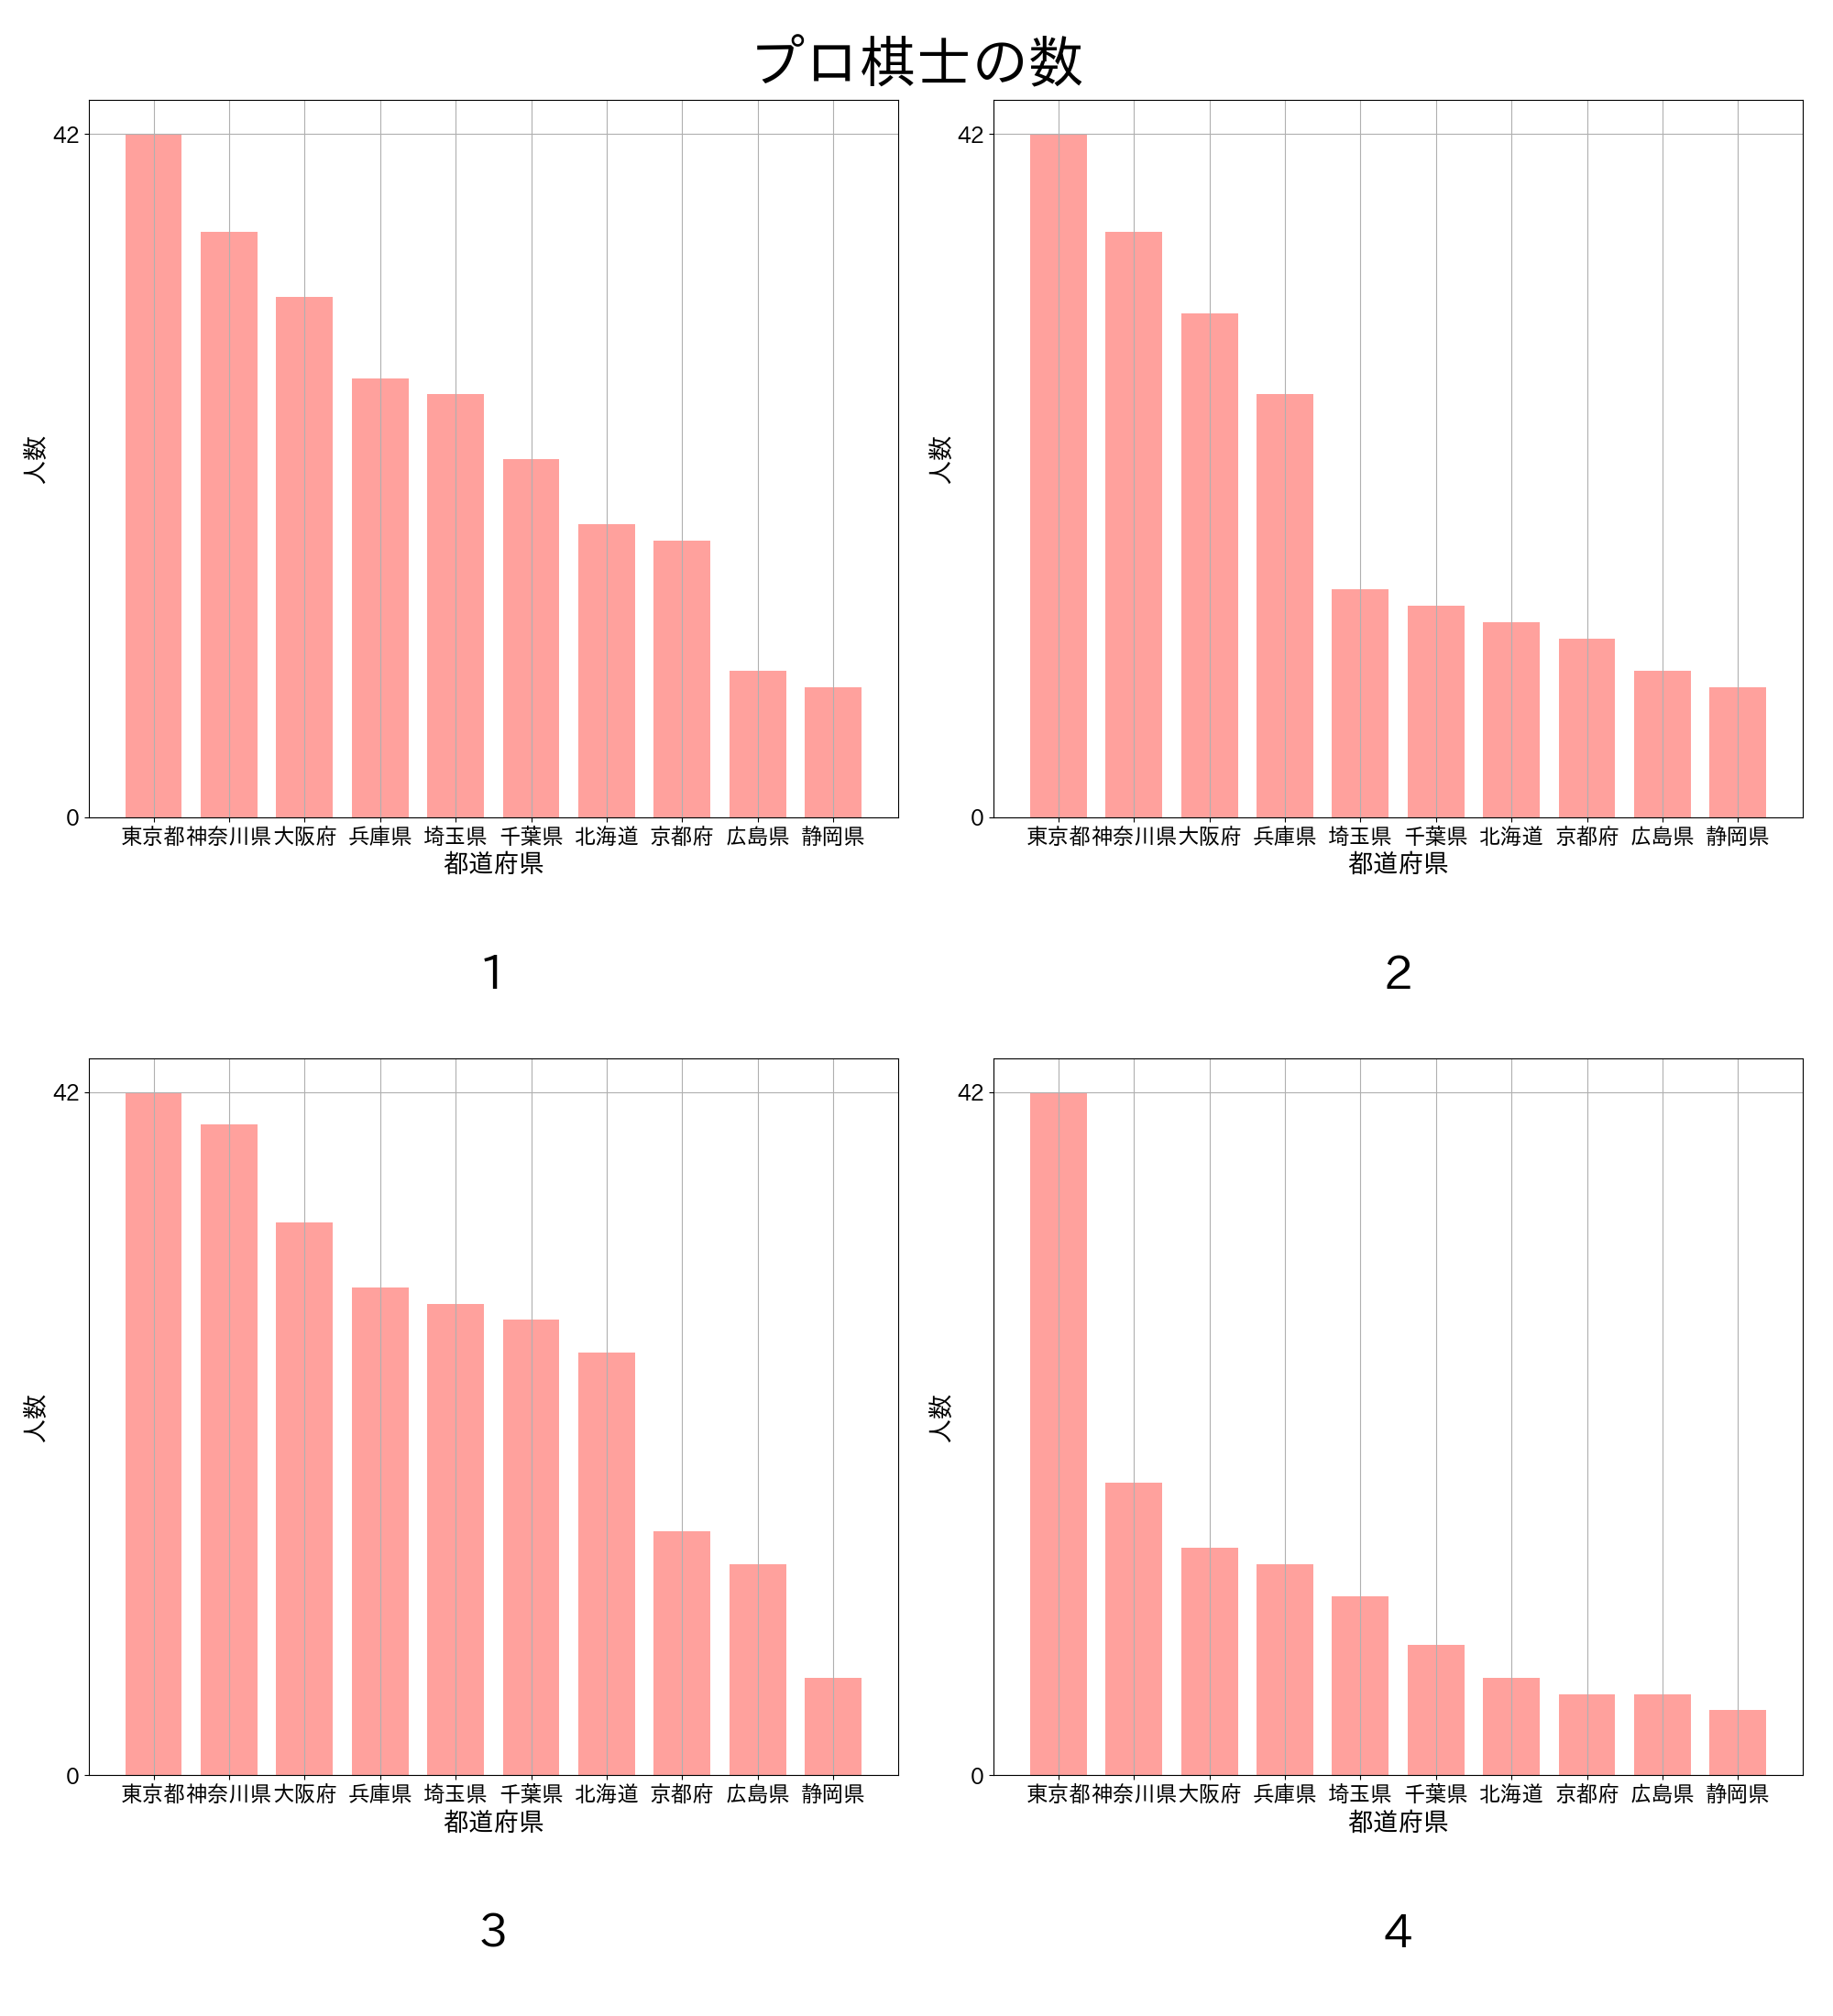 プロ棋士の数
42
人数
0
東京都 神奈川県 大阪府 兵庫県 埼玉県 千葉県 北海道 京都府 広島県 静岡県
都道府県
1
42
人数
0
東京都 神奈川県 大阪府 兵庫県 埼玉県 千葉県 北海道 京都府 広島県 静岡県
都道府県
2
42
人数
0
東京都 神奈川県 大阪府 兵庫県 埼玉県 千葉県 北海道 京都府 広島県 静岡県
都道府県
3
42
人数
0
東京都 神奈川県 大阪府 兵庫県 埼玉県 千葉県 北海道 京都府 広島県 静岡県
都道府県
4